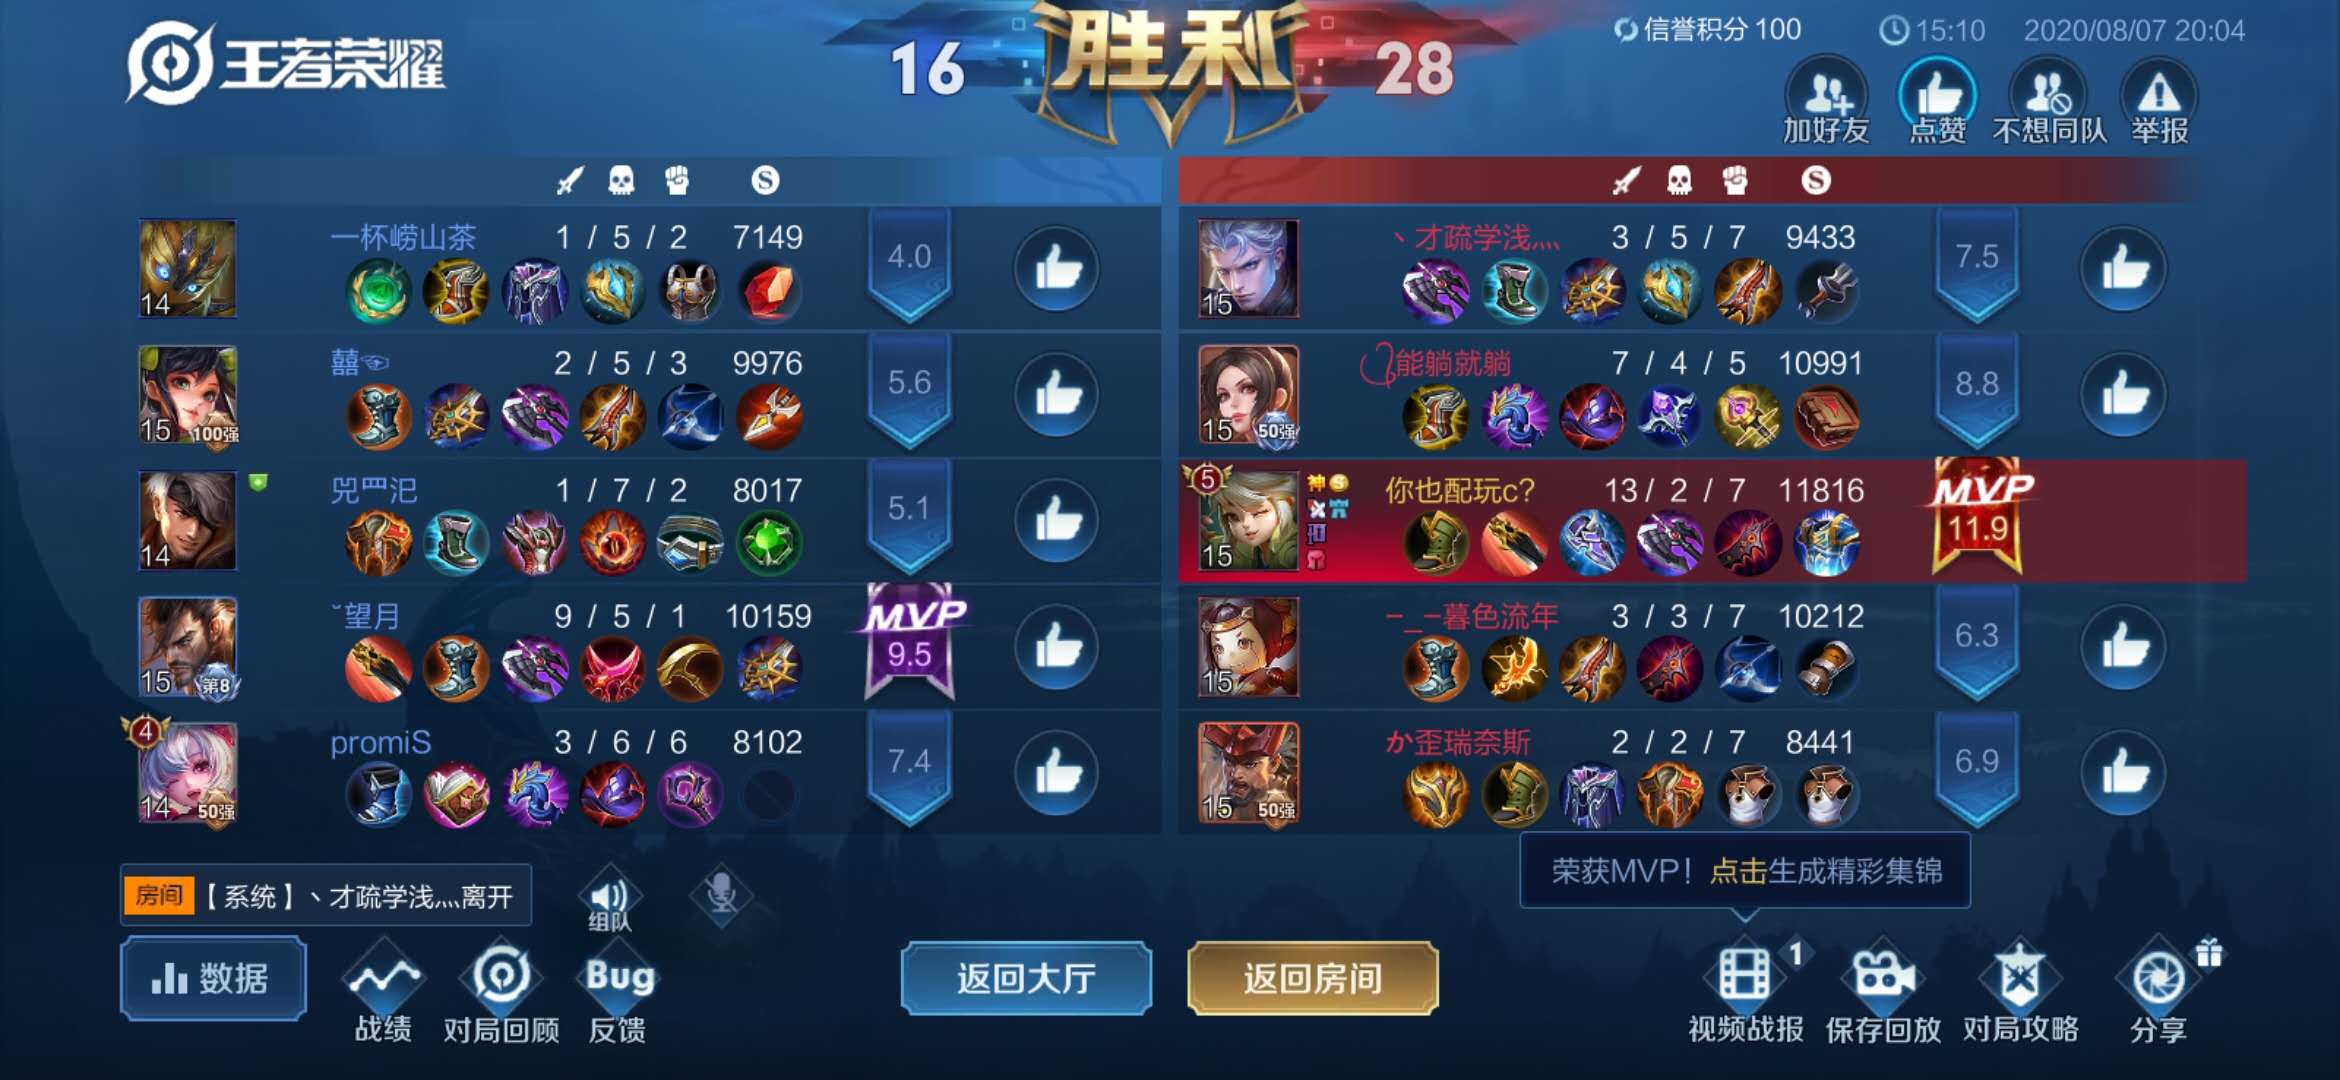 王者荣耀
16 胜利 28
信誉积分 100 15:10 2020/08/07 20:04
加好友 点赞 不想同队 举报
S
S
一杯崂山茶 1 / 5 / 2 7149 4.0
14
囍☜ 2 / 5 / 3 9976 5.6
15 100强
1 / 7 / 2 8017 5.1
14
˘望月 9 / 5 / 1 10159 MVP 9.5
15 第8
4
promiS 3 / 6 / 6 8102 7.4
14 50强
丶才疏学浅灬 3 / 5 / 7 9433 7.5
15
能躺就躺 7 / 4 / 5 10991 8.8
15 50强
5 神 S
你也配玩c? 13 / 2 / 7 11816 MVP 11.9
15
–_–暮色流年 3 / 3 / 7 10212 6.3
15
か歪瑞奈斯 2 / 2 / 7 8441 6.9
15 50强
荣获MVP！点击生成精彩集锦
房间 【系统】丶才疏学浅灬离开
组队
数据
战绩
对局回顾
Bug
反馈
返回大厅
返回房间
1
视频战报
保存回放
对局攻略
分享